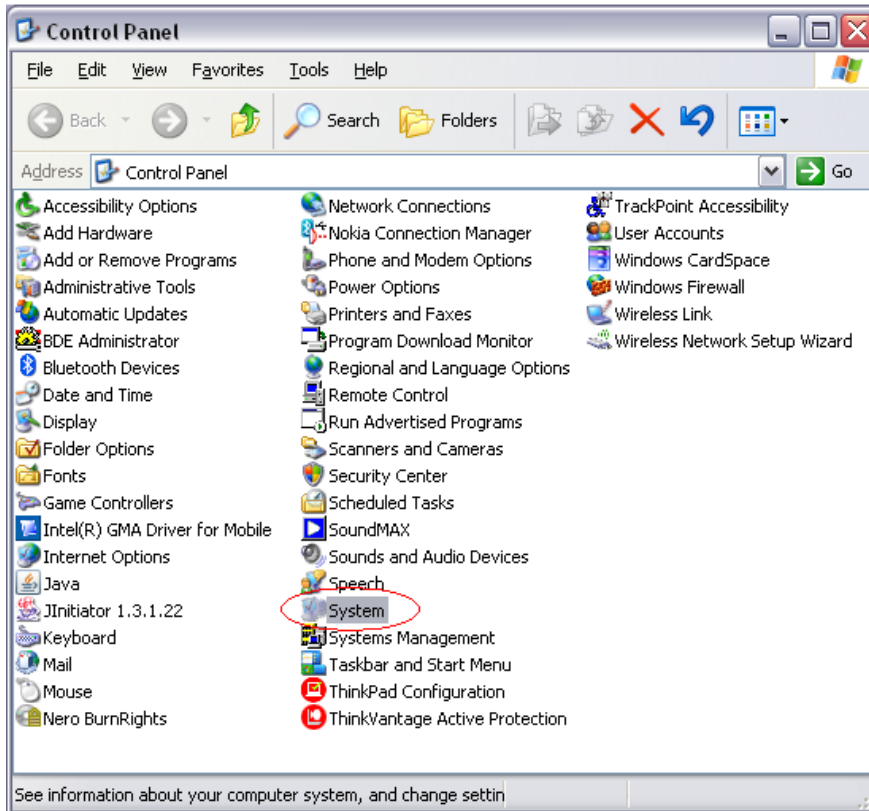 Control Panel
File Edit View Favorites Tools Help
Back Search Folders
Address Control Panel Go
Accessibility Options
Add Hardware
Add or Remove Programs
Administrative Tools
Automatic Updates
BDE Administrator
Bluetooth Devices
Date and Time
Display
Folder Options
Fonts
Game Controllers
Intel(R) GMA Driver for Mobile
Internet Options
Java
JInitiator 1.3.1.22
Keyboard
Mail
Mouse
Nero BurnRights
Network Connections
Nokia Connection Manager
Phone and Modem Options
Power Options
Printers and Faxes
Program Download Monitor
Regional and Language Options
Remote Control
Run Advertised Programs
Scanners and Cameras
Security Center
Scheduled Tasks
SoundMAX
Sounds and Audio Devices
Speech
System
Systems Management
Taskbar and Start Menu
ThinkPad Configuration
ThinkVantage Active Protection
TrackPoint Accessibility
User Accounts
Windows CardSpace
Windows Firewall
Wireless Link
Wireless Network Setup Wizard
See information about your computer system, and change settin